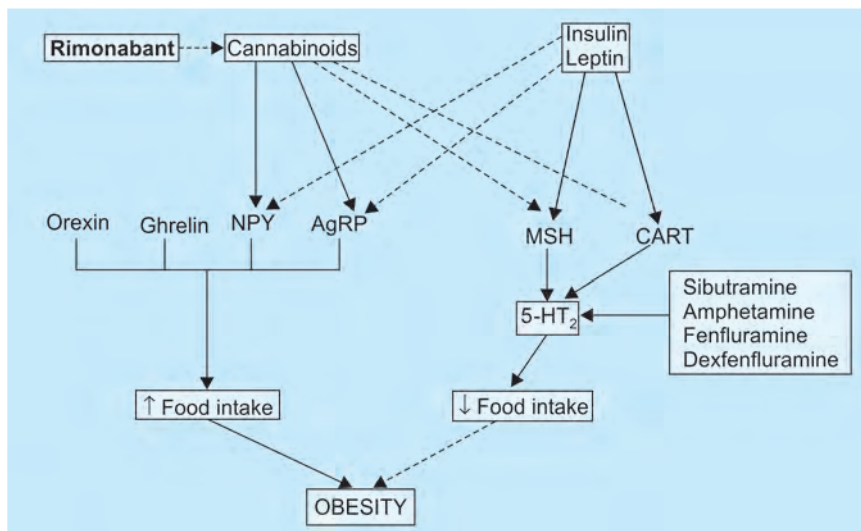 Rimonabant
Cannabinoids
Insulin
Leptin
Orexin
Ghrelin
NPY
AgRP
MSH
CART
5-HT₂
Sibutramine
Amphetamine
Fenfluramine
Dexfenfluramine
↑ Food intake
↓ Food intake
OBESITY